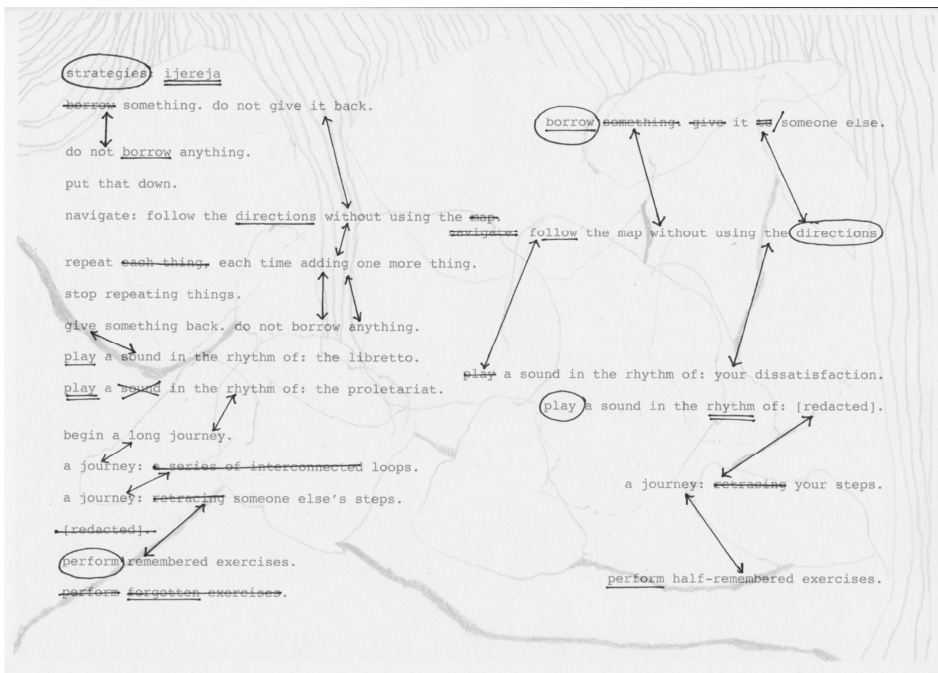 strategies: ijereja
borrow something. do not give it back.
do not borrow anything.
put that down.
navigate: follow the directions without using the map.
repeat each thing, each time adding one more thing.
stop repeating things.
give something back. do not borrow anything.
play a sound in the rhythm of: the libretto.
play a sound in the rhythm of: the proletariat.
begin a long journey.
a journey: a series of interconnected loops.
a journey: retracing someone else's steps.
[redacted].
perform remembered exercises.
perform forgotten exercises.
borrow something. give it to someone else.
navigate: follow the map without using the directions.
play a sound in the rhythm of: your dissatisfaction.
play a sound in the rhythm of: [redacted].
a journey: retracing your steps.
perform half-remembered exercises.